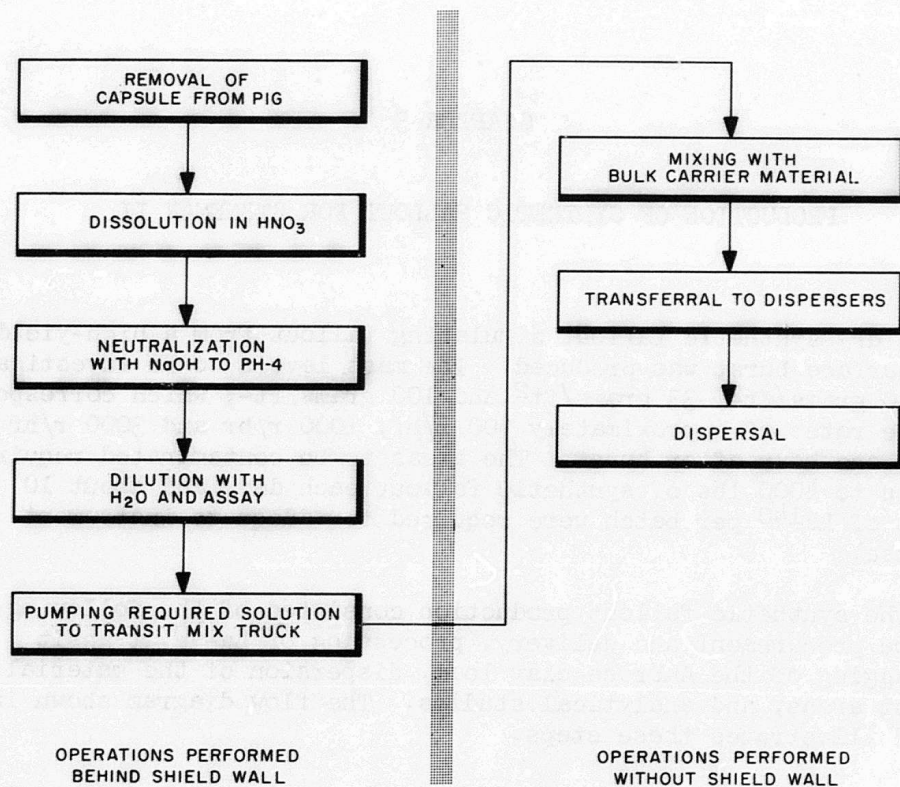 REMOVAL OF
CAPSULE FROM PIG
DISSOLUTION IN HNO3
NEUTRALIZATION
WITH NaOH TO PH-4
DILUTION WITH
H2O AND ASSAY
PUMPING REQUIRED SOLUTION
TO TRANSIT MIX TRUCK
OPERATIONS PERFORMED
BEHIND SHIELD WALL
MIXING WITH
BULK CARRIER MATERIAL
TRANSFERRAL TO DISPERSERS
DISPERSAL
OPERATIONS PERFORMED
WITHOUT SHIELD WALL